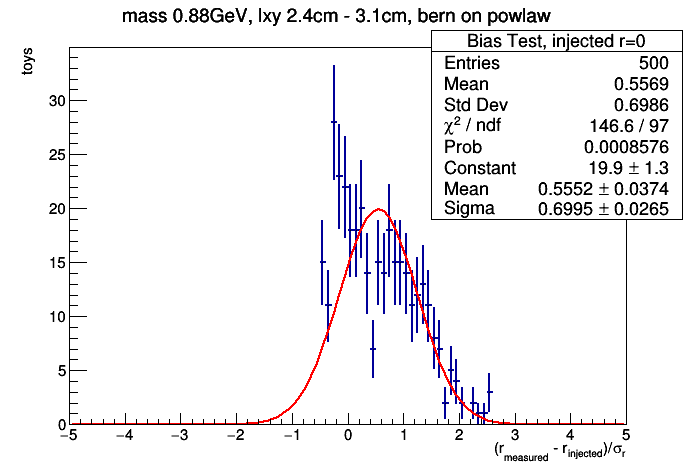 mass 0.88GeV, lxy 2.4cm - 3.1cm, bern on powlaw
Bias Test, injected r=0
Entries 500
Mean 0.5569
Std Dev 0.6986
χ² / ndf 146.6 / 97
Prob 0.0008576
Constant 19.9 ± 1.3
Mean 0.5552 ± 0.0374
Sigma 0.6995 ± 0.0265
toys
30
25
20
15
10
5
0
−5 −4 −3 −2 −1 0 1 2 3 4 5
(r_measured - r_injected)/σ_r